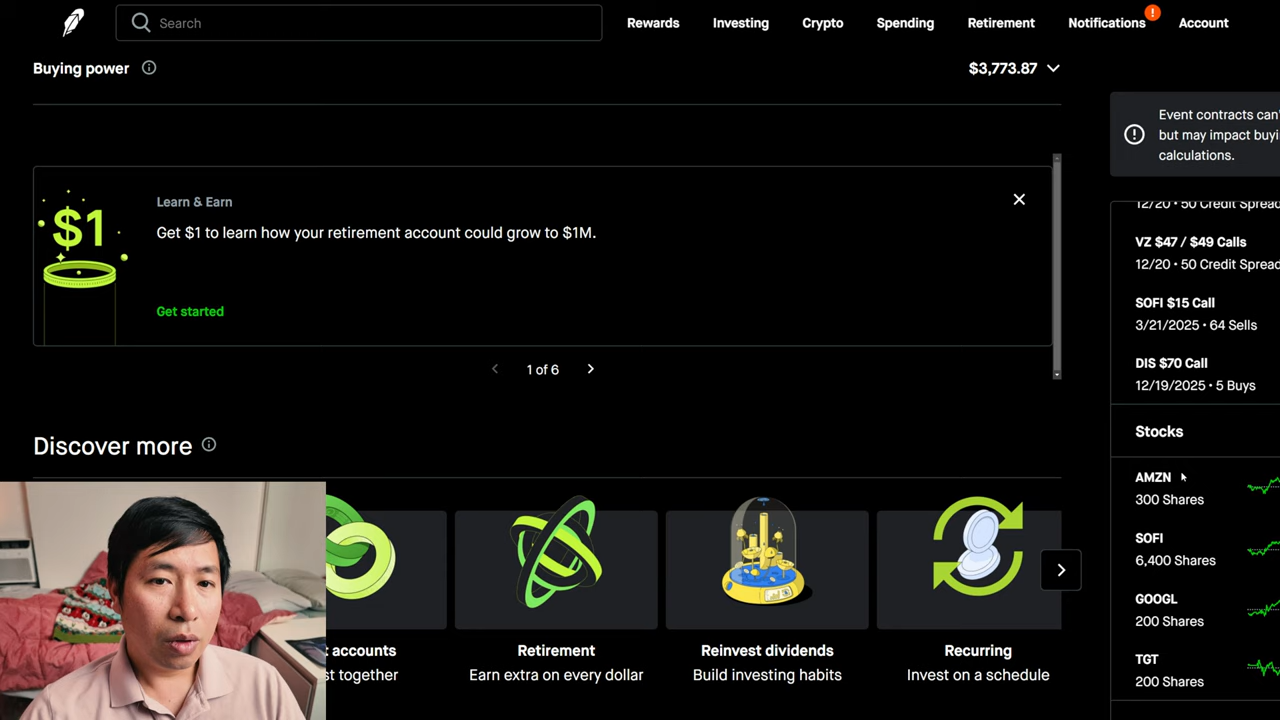 Search
Rewards
Investing
Crypto
Spending
Retirement
Notifications
!
Account
Buying power
$3,773.87
Event contracts can'
but may impact buyi
calculations.
$1
Learn & Earn
Get $1 to learn how your retirement account could grow to $1M.
Get started
1 of 6
12/20 • 50 Credit Spread
VZ $47 / $49 Calls
12/20 • 50 Credit Spread
SOFI $15 Call
3/21/2025 • 64 Sells
DIS $70 Call
12/19/2025 • 5 Buys
Stocks
AMZN
300 Shares
SOFI
6,400 Shares
GOOGL
200 Shares
TGT
200 Shares
Discover more
t accounts
st together
Retirement
Earn extra on every dollar
Reinvest dividends
Build investing habits
Recurring
Invest on a schedule